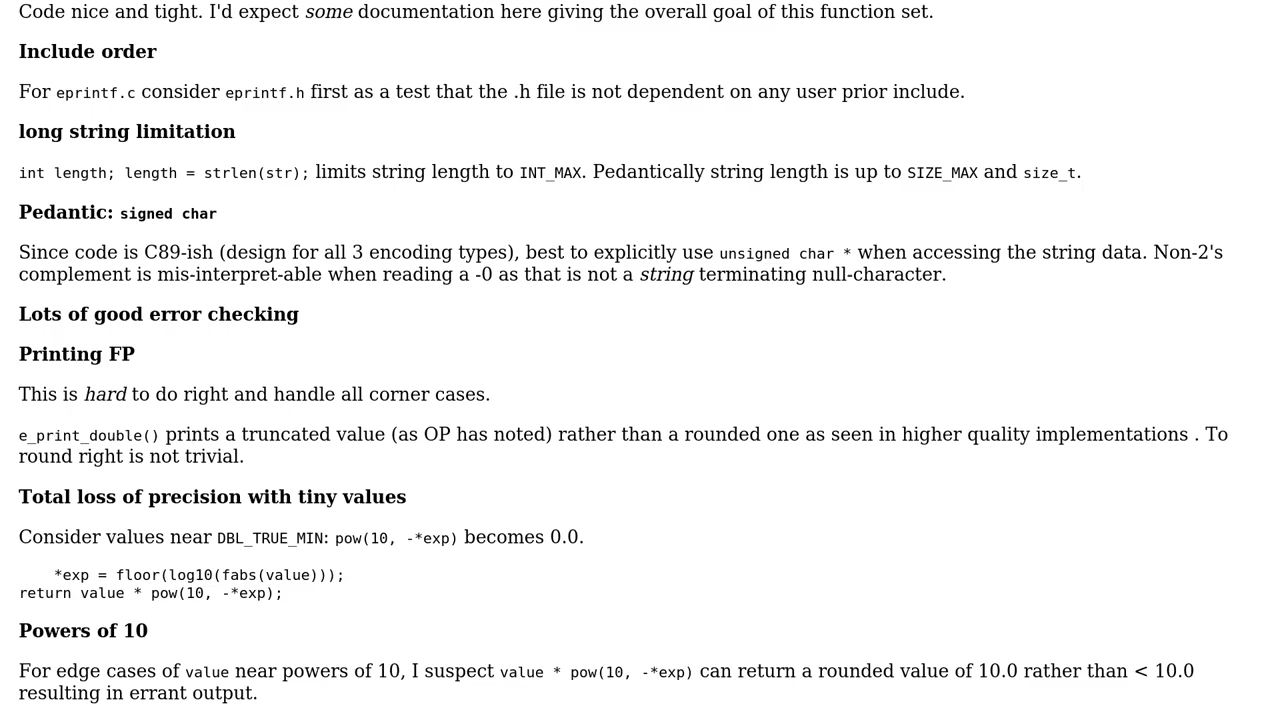 Code nice and tight. I'd expect some documentation here giving the overall goal of this function set.
Include order
For eprintf.c consider eprintf.h first as a test that the .h file is not dependent on any user prior include.
long string limitation
int length; length = strlen(str); limits string length to INT_MAX. Pedantically string length is up to SIZE_MAX and size_t.
Pedantic: signed char
Since code is C89-ish (design for all 3 encoding types), best to explicitly use unsigned char * when accessing the string data. Non-2's
complement is mis-interpret-able when reading a -0 as that is not a string terminating null-character.
Lots of good error checking
Printing FP
This is hard to do right and handle all corner cases.
e_print_double() prints a truncated value (as OP has noted) rather than a rounded one as seen in higher quality implementations . To
round right is not trivial.
Total loss of precision with tiny values
Consider values near DBL_TRUE_MIN: pow(10, -*exp) becomes 0.0.
    *exp = floor(log10(fabs(value)));
return value * pow(10, -*exp);
Powers of 10
For edge cases of value near powers of 10, I suspect value * pow(10, -*exp) can return a rounded value of 10.0 rather than < 10.0
resulting in errant output.